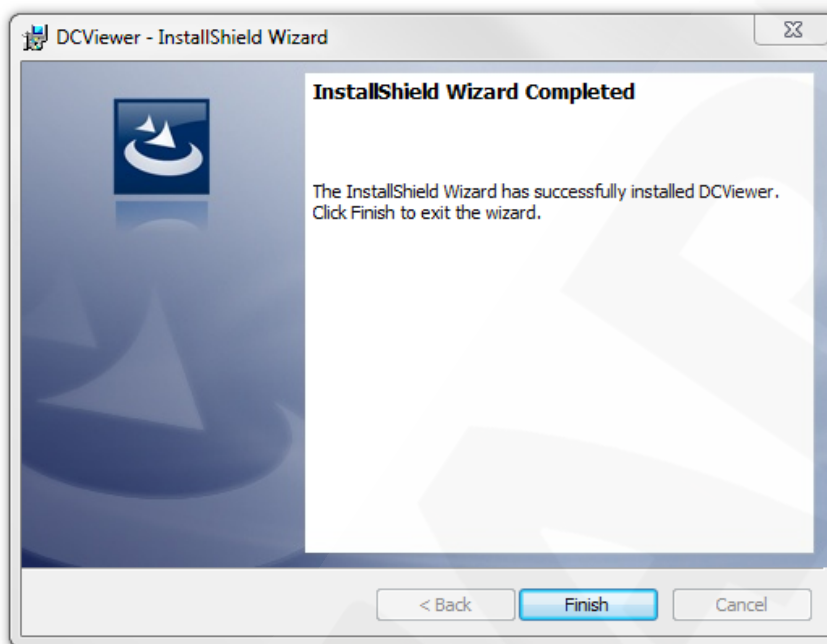 DCViewer - InstallShield Wizard
InstallShield Wizard Completed
The InstallShield Wizard has successfully installed DCViewer.
Click Finish to exit the wizard.
< Back
Finish
Cancel